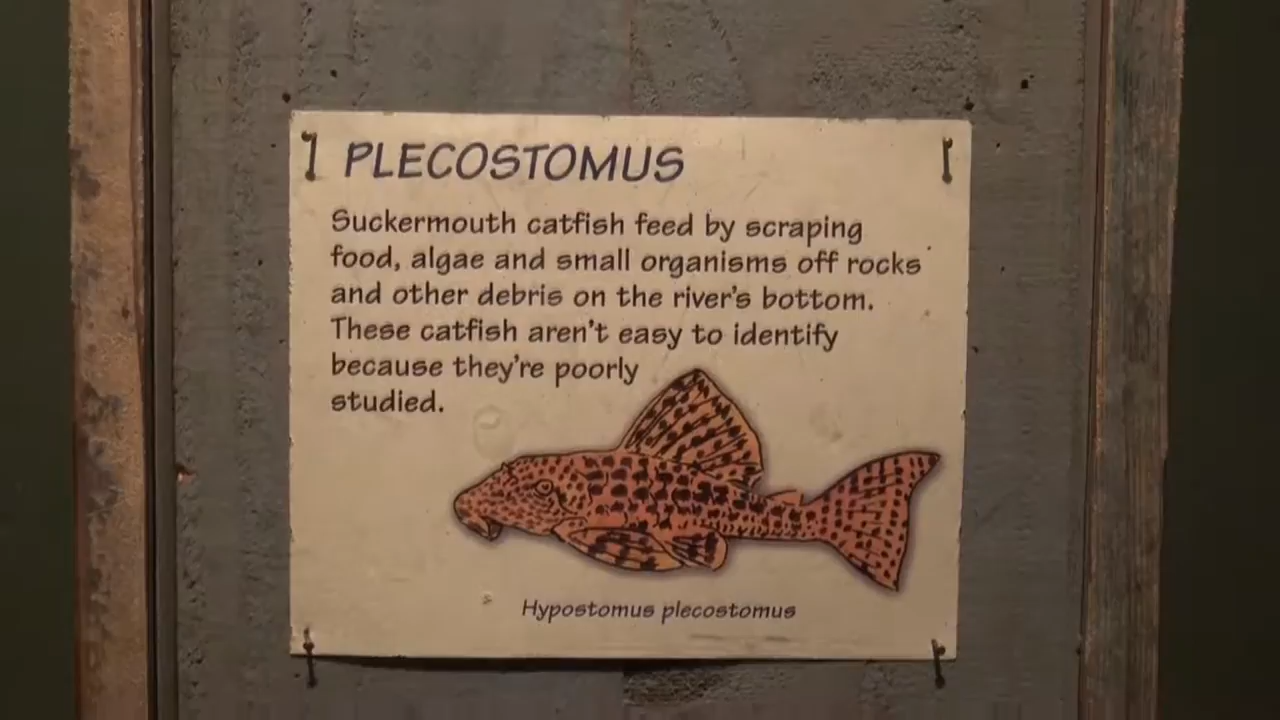 PLECOSTOMUS
Suckermouth catfish feed by scraping
food, algae and small organisms off rocks
and other debris on the river's bottom.
These catfish aren't easy to identify
because they're poorly
studied.
Hypostomus plecostomus